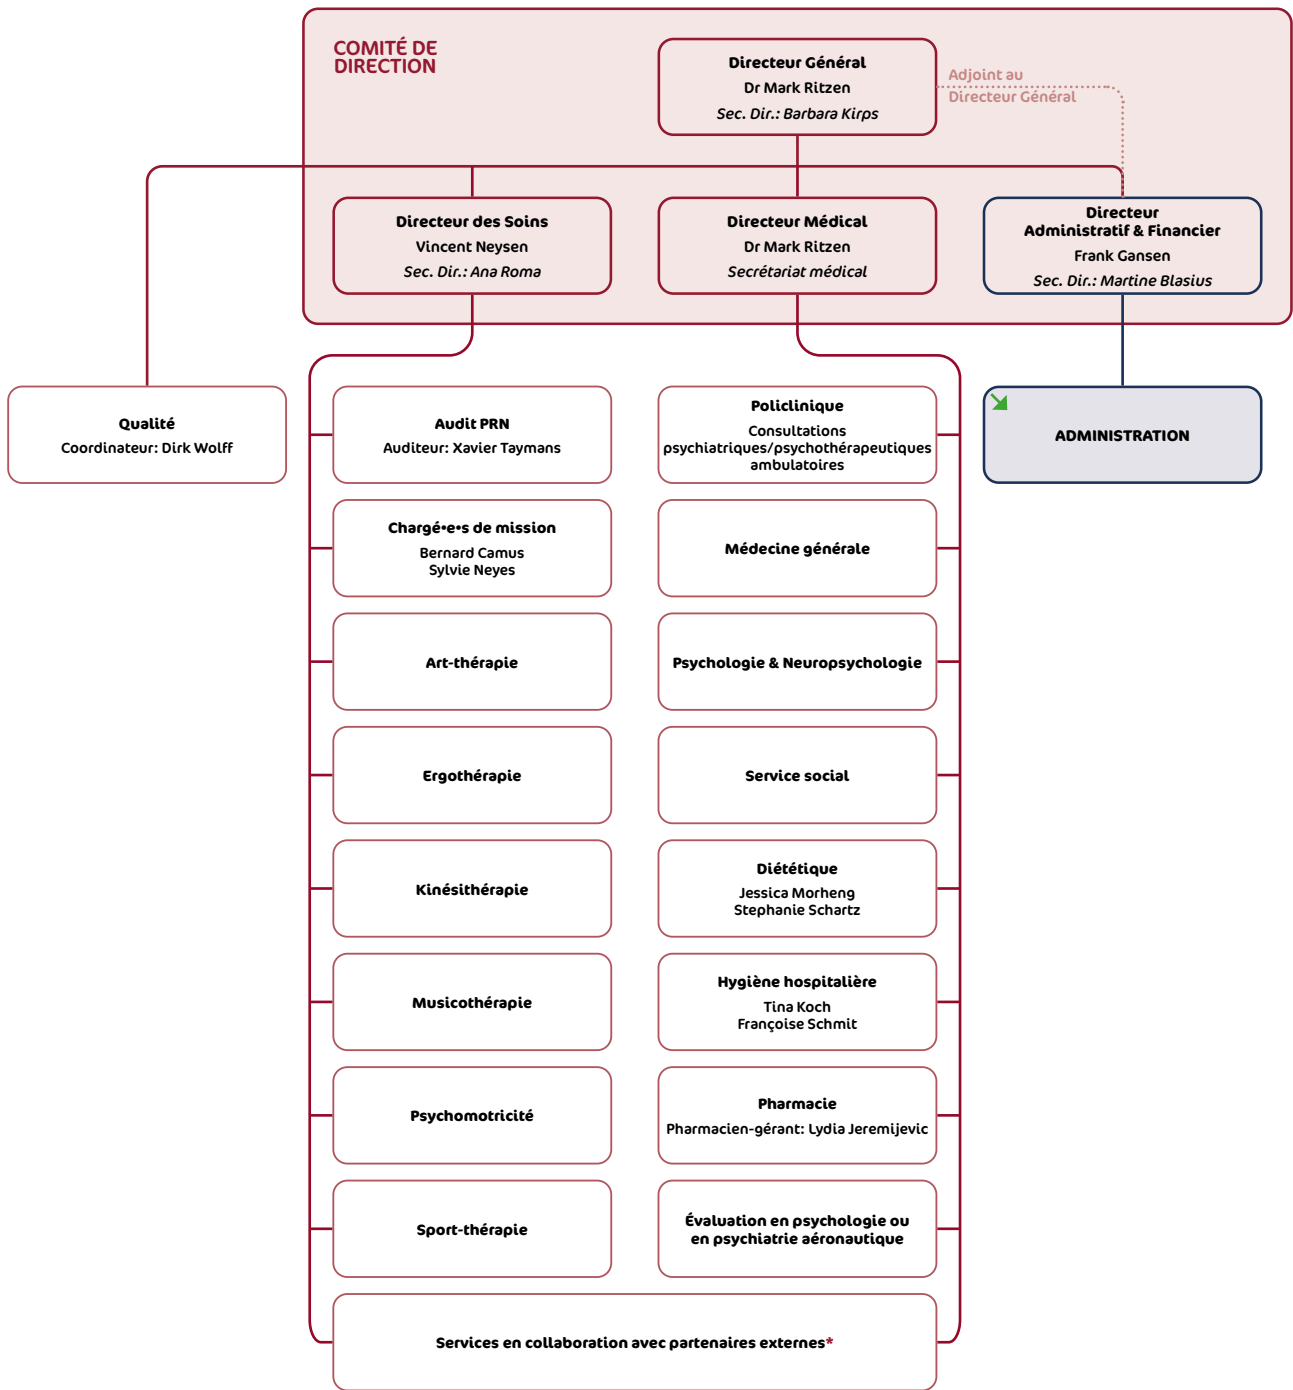 COMITÉ DE
DIRECTION
Directeur Général
Dr Mark Ritzen
Sec. Dir.: Barbara Kirps
Adjoint au
Directeur Général
Directeur des Soins
Vincent Neysen
Sec. Dir.: Ana Roma
Directeur Médical
Dr Mark Ritzen
Secrétariat médical
Directeur
Administratif & Financier
Frank Gansen
Sec. Dir.: Martine Blasius
Qualité
Coordinateur: Dirk Wolff
Audit PRN
Auditeur: Xavier Taymans
Policlinique
Consultations
psychiatriques/psychothérapeutiques
ambulatoires
ADMINISTRATION
Chargé•e•s de mission
Bernard Camus
Sylvie Neyes
Médecine générale
Art-thérapie
Psychologie & Neuropsychologie
Ergothérapie
Service social
Kinésithérapie
Diététique
Jessica Morheng
Stephanie Schartz
Musicothérapie
Hygiène hospitalière
Tina Koch
Françoise Schmit
Psychomotricité
Pharmacie
Pharmacien-gérant: Lydia Jeremijevic
Sport-thérapie
Évaluation en psychologie ou
en psychiatrie aéronautique
Services en collaboration avec partenaires externes*